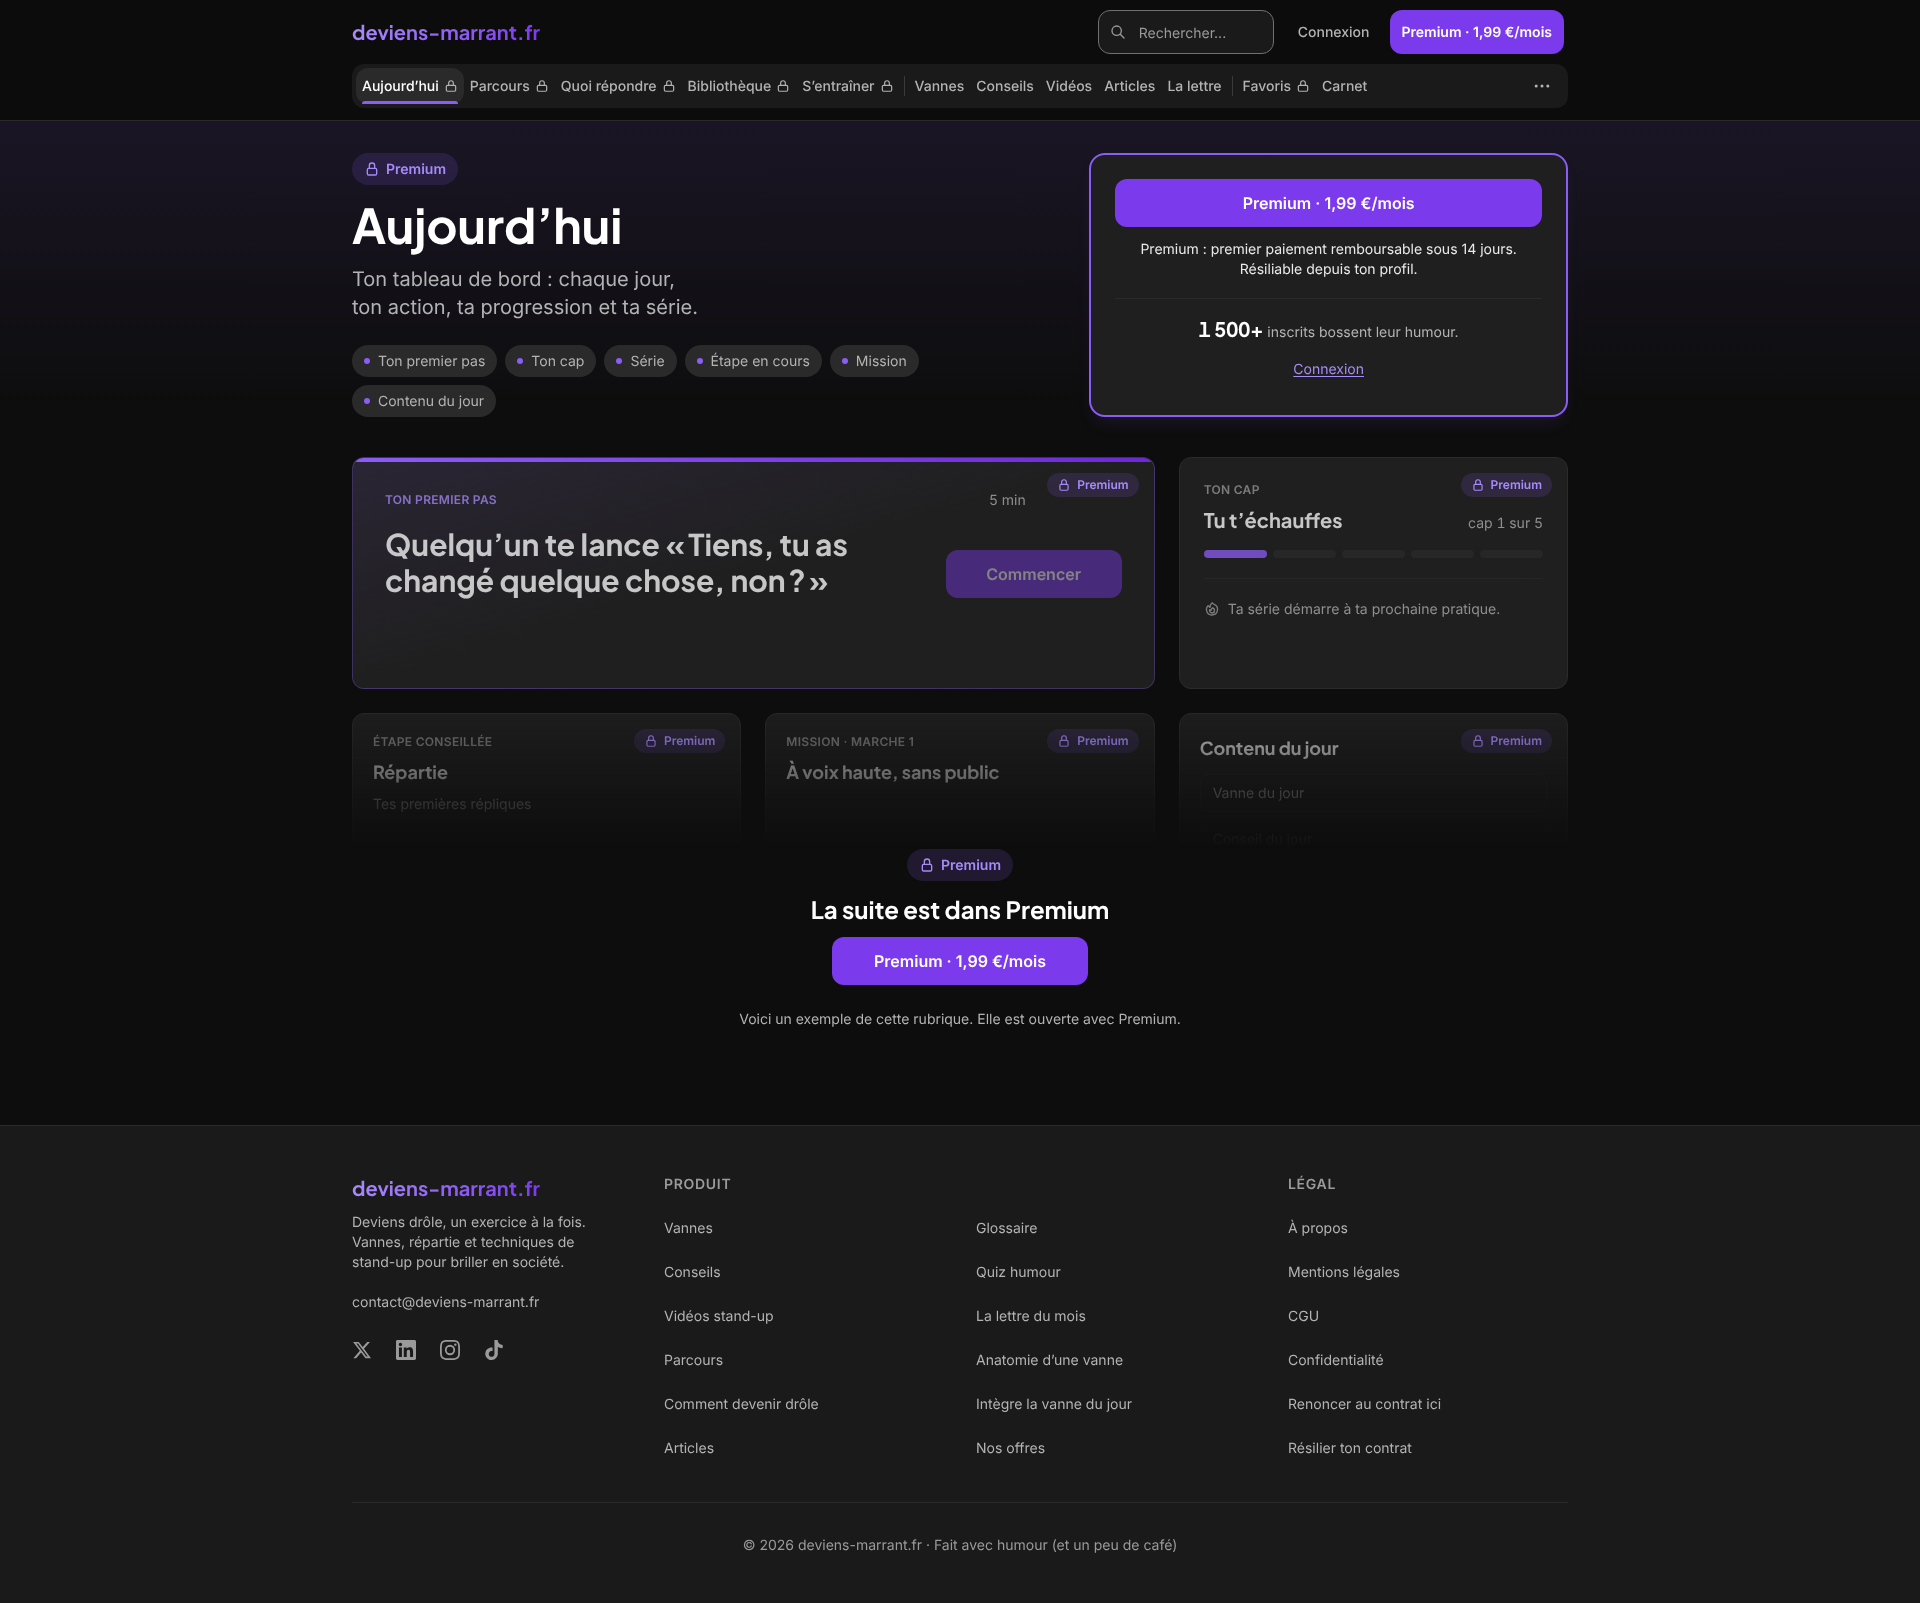 deviens-marrant.fr
Rechercher...
Connexion
Premium · 1,99 €/mois
Aujourd’hui
Parcours
Quoi répondre
Bibliothèque
S’entraîner
Vannes
Conseils
Vidéos
Articles
La lettre
Favoris
Carnet
Premium
Aujourd’hui
Ton tableau de bord : chaque jour,
ton action, ta progression et ta série.
Ton premier pas
Ton cap
Série
Étape en cours
Mission
Contenu du jour
Premium · 1,99 €/mois
Premium : premier paiement remboursable sous 14 jours.
Résiliable depuis ton profil.
1 500+ inscrits bossent leur humour.
Connexion
TON PREMIER PAS
5 min
Premium
Quelqu’un te lance « Tiens, tu as
changé quelque chose, non ? »
Commencer
TON CAP
Premium
Tu t’échauffes
cap 1 sur 5
Ta série démarre à ta prochaine pratique.
ÉTAPE CONSEILLÉE
Premium
Répartie
Tes premières répliques
MISSION · MARCHE 1
Premium
À voix haute, sans public
Contenu du jour
Premium
Vanne du jour
Conseil du jour
Premium
La suite est dans Premium
Premium · 1,99 €/mois
Voici un exemple de cette rubrique. Elle est ouverte avec Premium.
deviens-marrant.fr
Deviens drôle, un exercice à la fois.
Vannes, répartie et techniques de
stand-up pour briller en société.
contact@deviens-marrant.fr
PRODUIT
Vannes
Conseils
Vidéos stand-up
Parcours
Comment devenir drôle
Articles
Glossaire
Quiz humour
La lettre du mois
Anatomie d’une vanne
Intègre la vanne du jour
Nos offres
LÉGAL
À propos
Mentions légales
CGU
Confidentialité
Renoncer au contrat ici
Résilier ton contrat
© 2026 deviens-marrant.fr · Fait avec humour (et un peu de café)